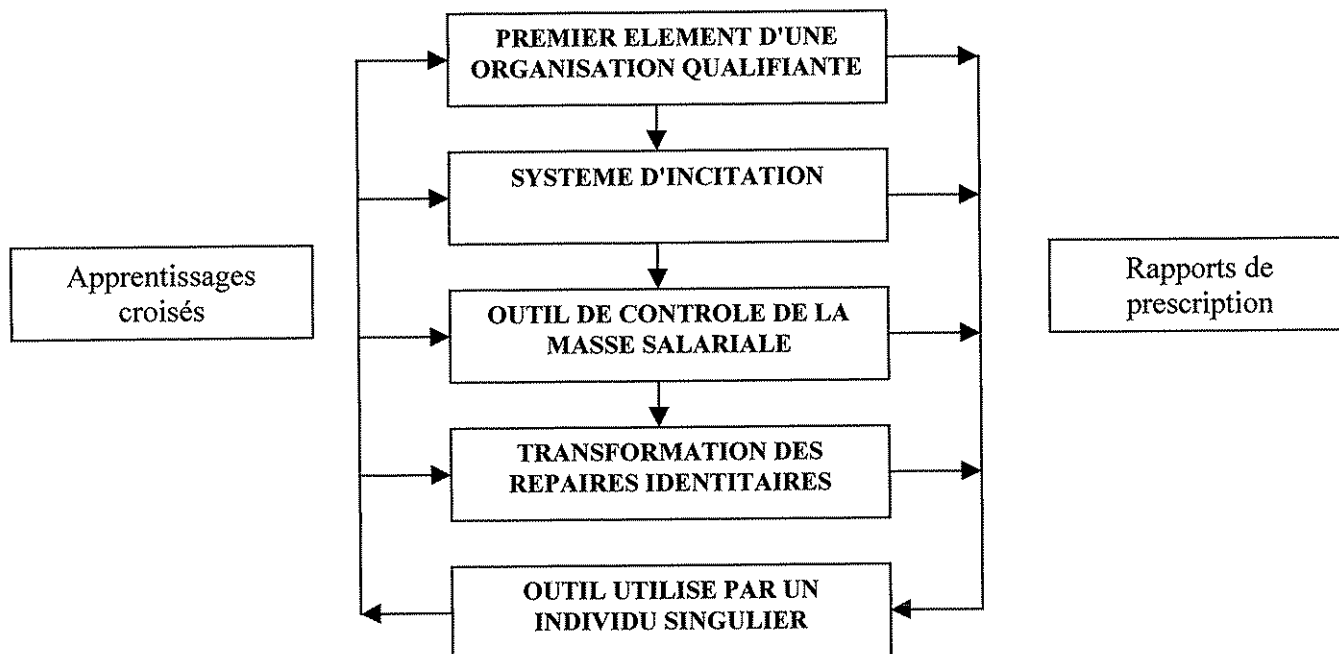 PREMIER ELEMENT D'UNE
ORGANISATION QUALIFIANTE
SYSTEME D'INCITATION
Apprentissages
croisés
Rapports de
prescription
OUTIL DE CONTROLE DE LA
MASSE SALARIALE
TRANSFORMATION DES
REPAIRES IDENTITAIRES
OUTIL UTILISE PAR UN
INDIVIDU SINGULIER